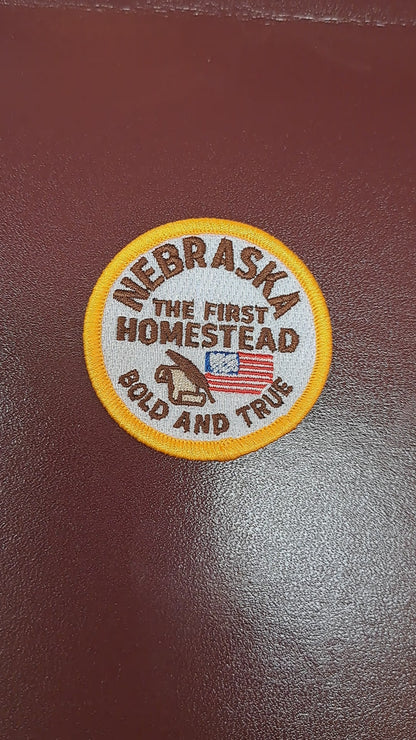 NEBRASKA
THE FIRST
HOMESTEAD
BOLD AND TRUE